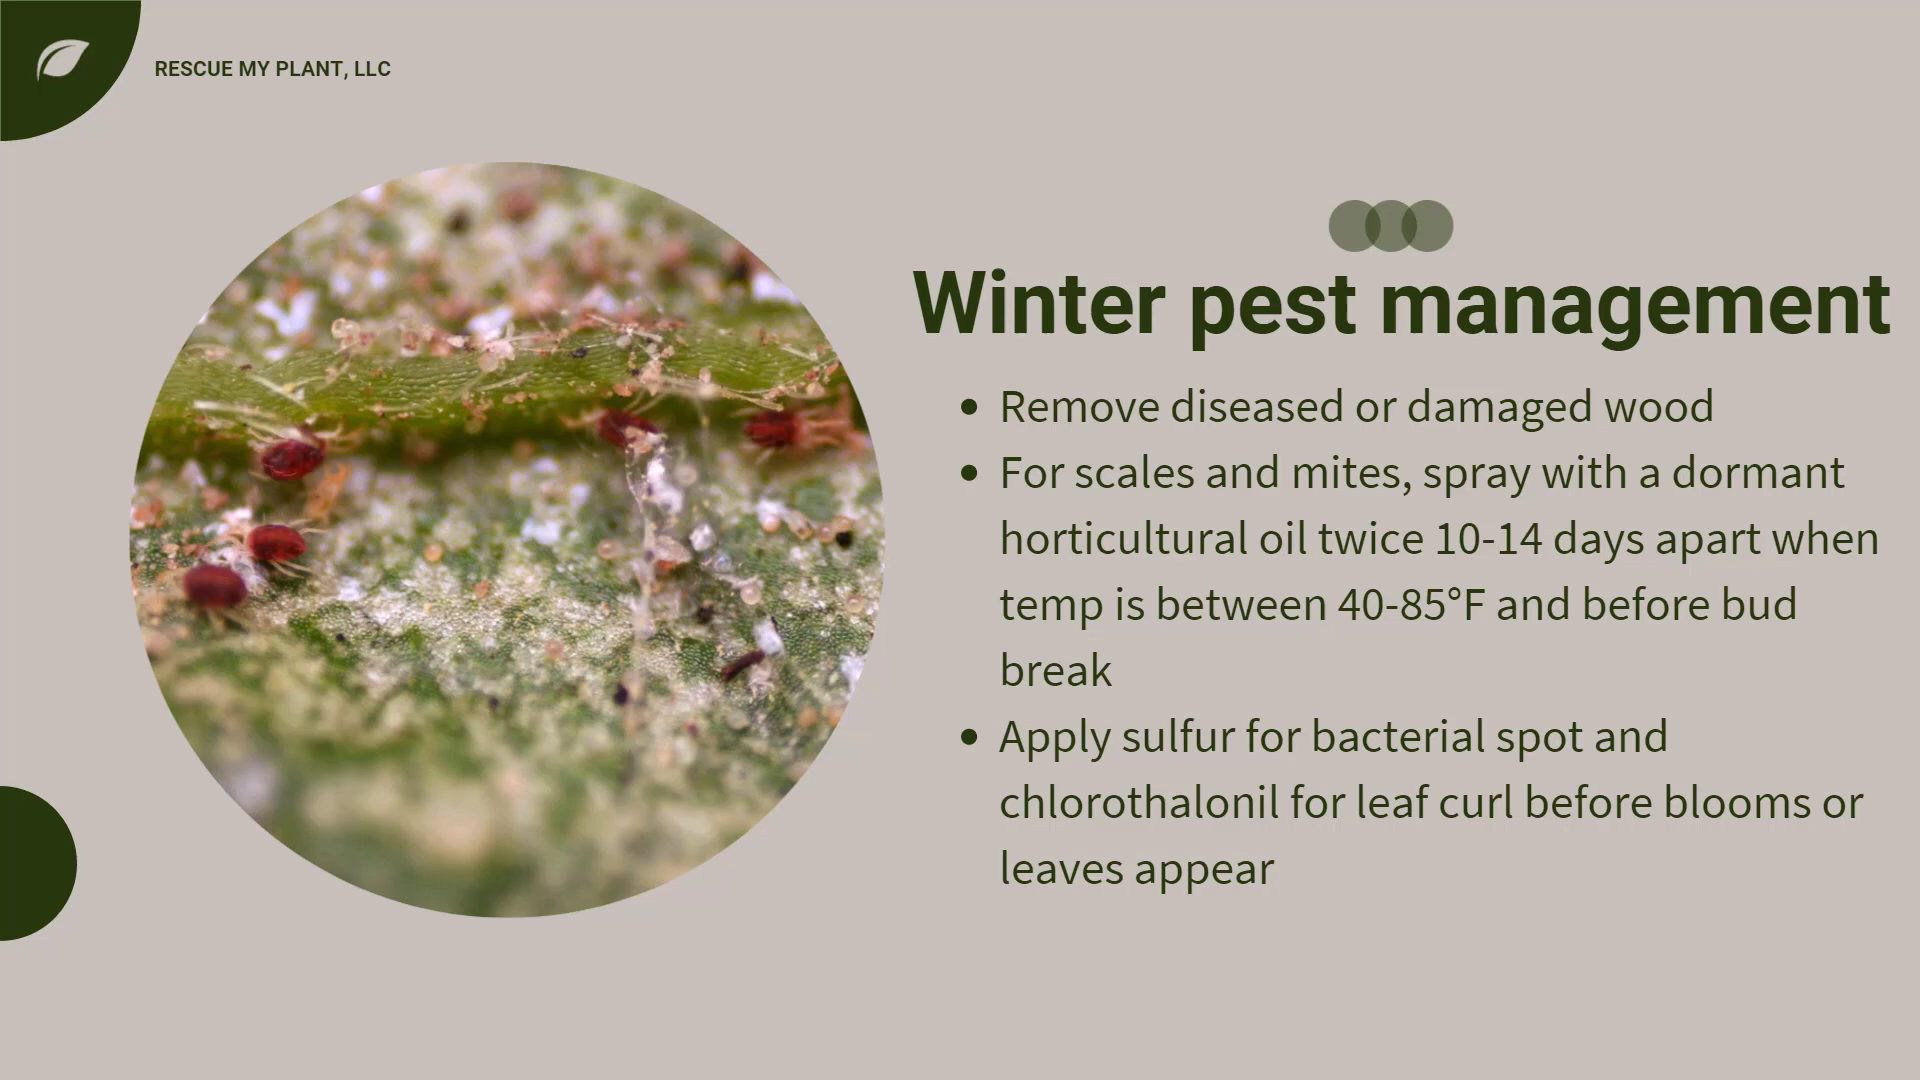 RESCUE MY PLANT, LLC
Winter pest management
• Remove diseased or damaged wood
• For scales and mites, spray with a dormant
horticultural oil twice 10-14 days apart when
temp is between 40-85°F and before bud
break
• Apply sulfur for bacterial spot and
chlorothalonil for leaf curl before blooms or
leaves appear